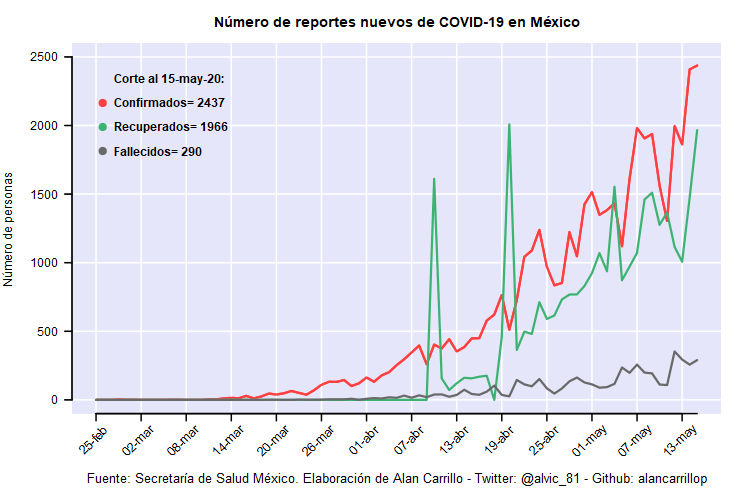 Número de reportes nuevos de COVID-19 en México
2500
2000
1500
1000
500
0
Número de personas
Corte al 15-may-20:
Confirmados= 2437
Recuperados= 1966
Fallecidos= 290
25-feb
02-mar
08-mar
14-mar
20-mar
26-mar
01-abr
07-abr
13-abr
19-abr
25-abr
01-may
07-may
13-may
Fuente: Secretaría de Salud México. Elaboración de Alan Carrillo - Twitter: @alvic_81 - Github: alancarrillop